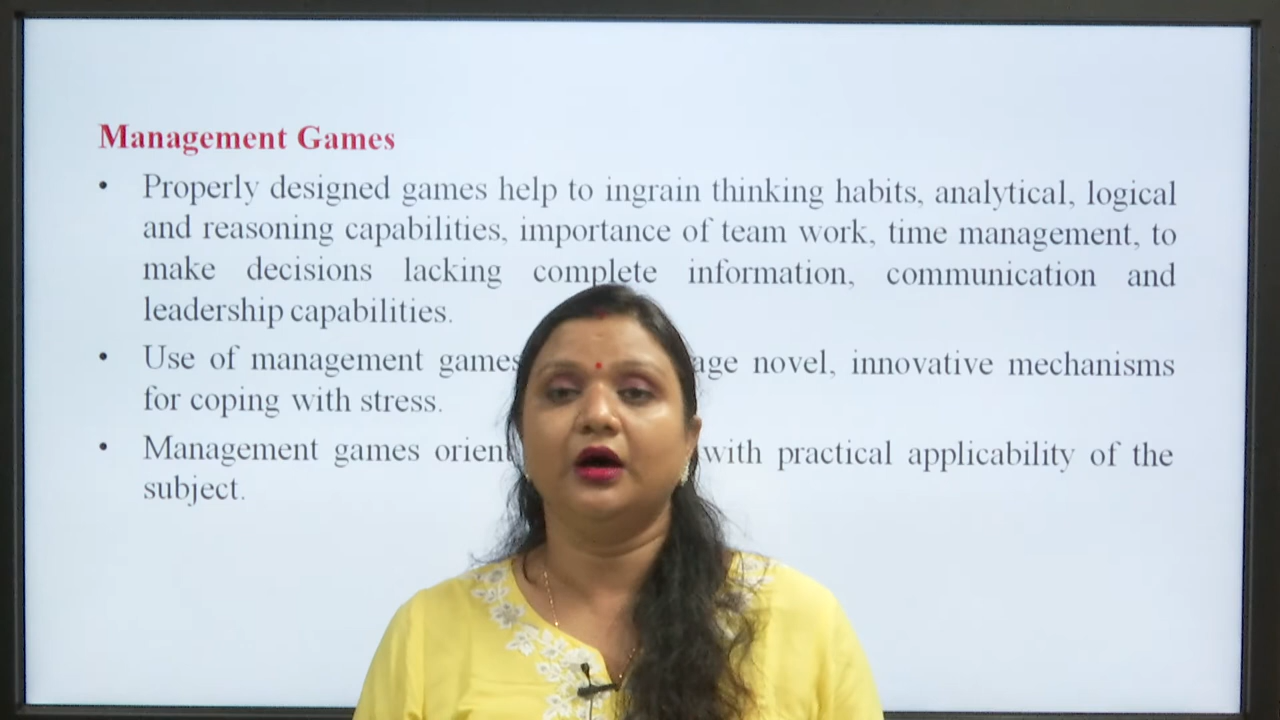 Management Games
• Properly designed games help to ingrain thinking habits, analytical, logical
and reasoning capabilities, importance of team work, time management, to
make decisions lacking complete information, communication and
leadership capabilities.
• Use of management games novel, innovative mechanisms
for coping with stress.
• Management games with practical applicability of the
subject.